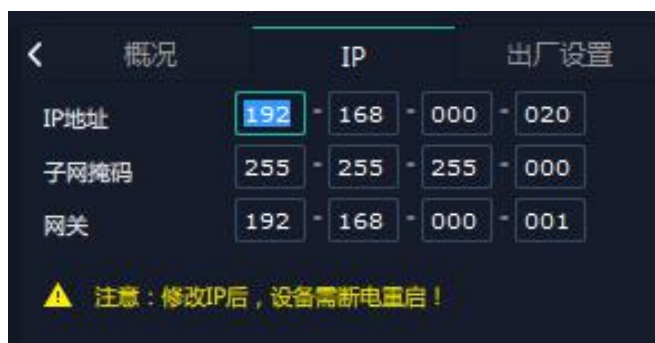 < 概况 IP 出厂设置
IP地址 192 - 168 - 000 - 020
子网掩码 255 - 255 - 255 - 000
网关 192 - 168 - 000 - 001
注意：修改IP后，设备需断电重启！